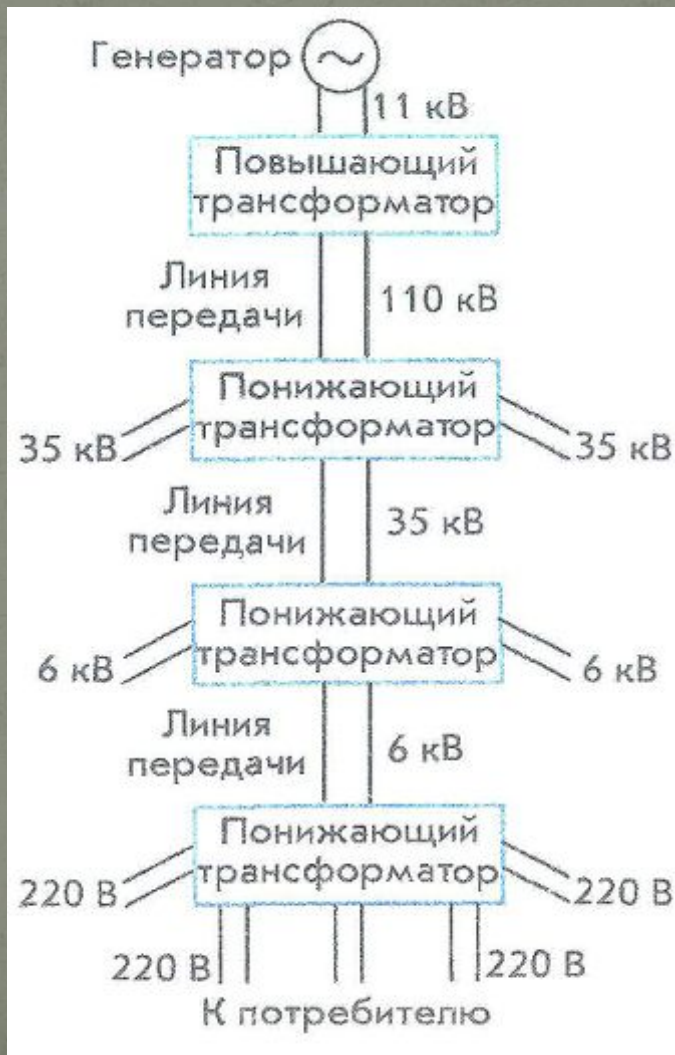 Генератор
11 кВ
Повышающий
трансформатор
Линия
передачи
110 кВ
Понижающий
трансформатор
35 кВ
35 кВ
Линия
передачи
35 кВ
Понижающий
трансформатор
6 кВ
6 кВ
Линия
передачи
6 кВ
Понижающий
трансформатор
220 В
220 В
220 В
220 В
К потребителю